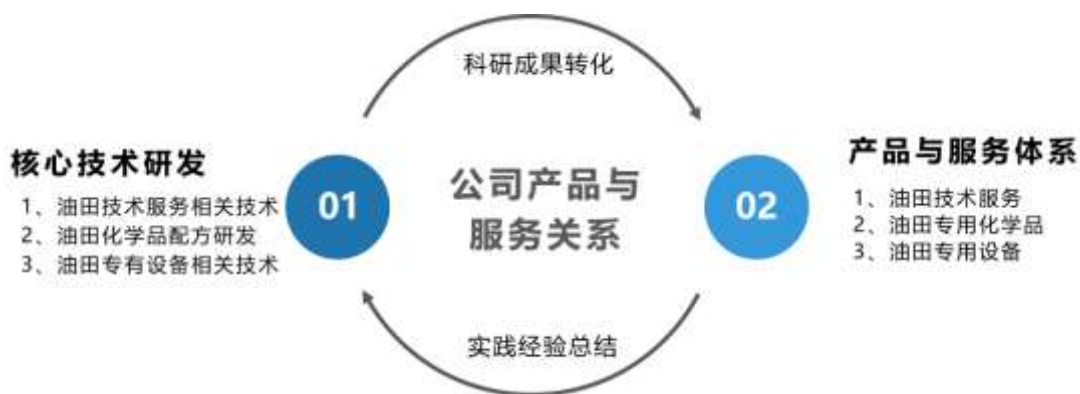 科研成果转化
核心技术研发
1、油田技术服务相关技术
2、油田化学品配方研发
3、油田专有设备相关技术
01
公司产品与
服务关系
02
产品与服务体系
1、油田技术服务
2、油田专用化学品
3、油田专用设备
实践经验总结